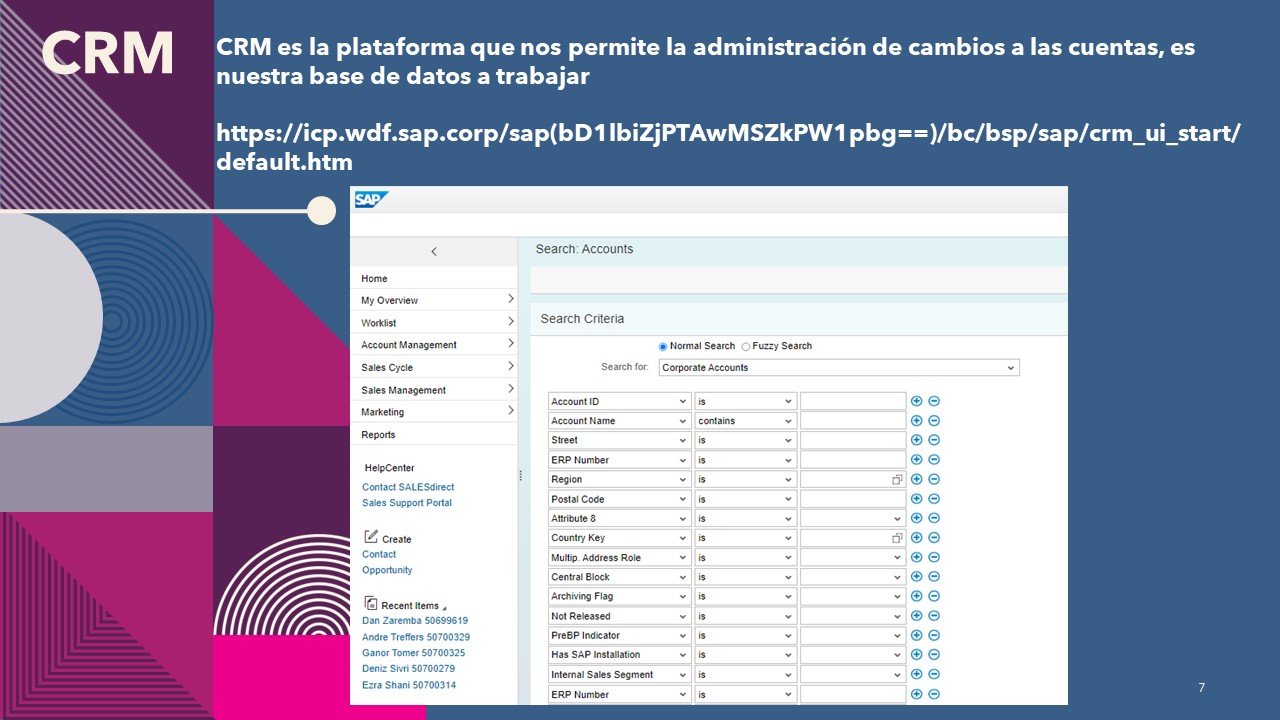 CRM
CRM es la plataforma que nos permite la administración de cambios a las cuentas, es
nuestra base de datos a trabajar
https://icp.wdf.sap.corp/sap(bD1lbiZjPTAwMSZkPW1pbg==)/bc/bsp/sap/crm_ui_start/
default.htm
SAP
Search: Accounts
Home
My Overview
Worklist
Account Management
Sales Cycle
Sales Management
Marketing
Reports
HelpCenter
Contact SALESdirect
Sales Support Portal
Create
Contact
Opportunity
Recent Items
Dan Zaremba 50699619
Andre Treffers 50700329
Ganor Tomer 50700325
Deniz Sivri 50700279
Ezra Shani 50700314
Search Criteria
Normal Search Fuzzy Search
Search for: Corporate Accounts
Account ID is
Account Name contains
Street is
ERP Number is
Region is
Postal Code is
Attribute 8 is
Country Key is
Multip. Address Role is
Central Block is
Archiving Flag is
Not Released is
PreBP Indicator is
Has SAP Installation is
Internal Sales Segment is
ERP Number is
7